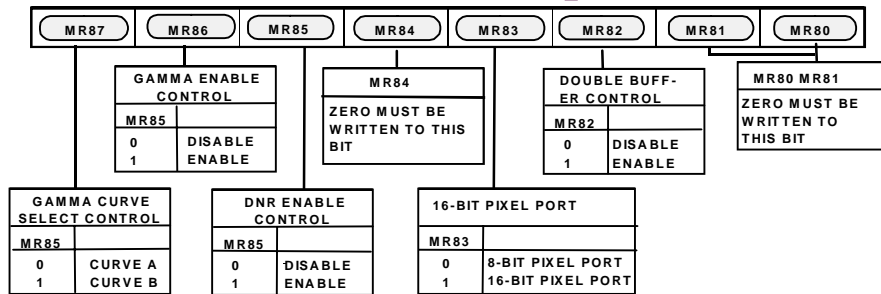 MR87 MR86 MR85 MR84 MR83 MR82 MR81 MR80
GAMMA ENABLE
CONTROL
MR85
0 DISABLE
1 ENABLE
MR84
ZERO MUST BE
WRITTEN TO THIS
BIT
DOUBLE BUFF-
ER CONTROL
MR82
0 DISABLE
1 ENABLE
MR80 MR81
ZERO MUST BE
WRITTEN TO
THIS BIT
GAMMA CURVE
SELECT CONTROL
MR85
0 CURVE A
1 CURVE B
DNR ENABLE
CONTROL
MR85
0 DISABLE
1 ENABLE
16-BIT PIXEL PORT
MR83
0 8-BIT PIXEL PORT
1 16-BIT PIXEL PORT